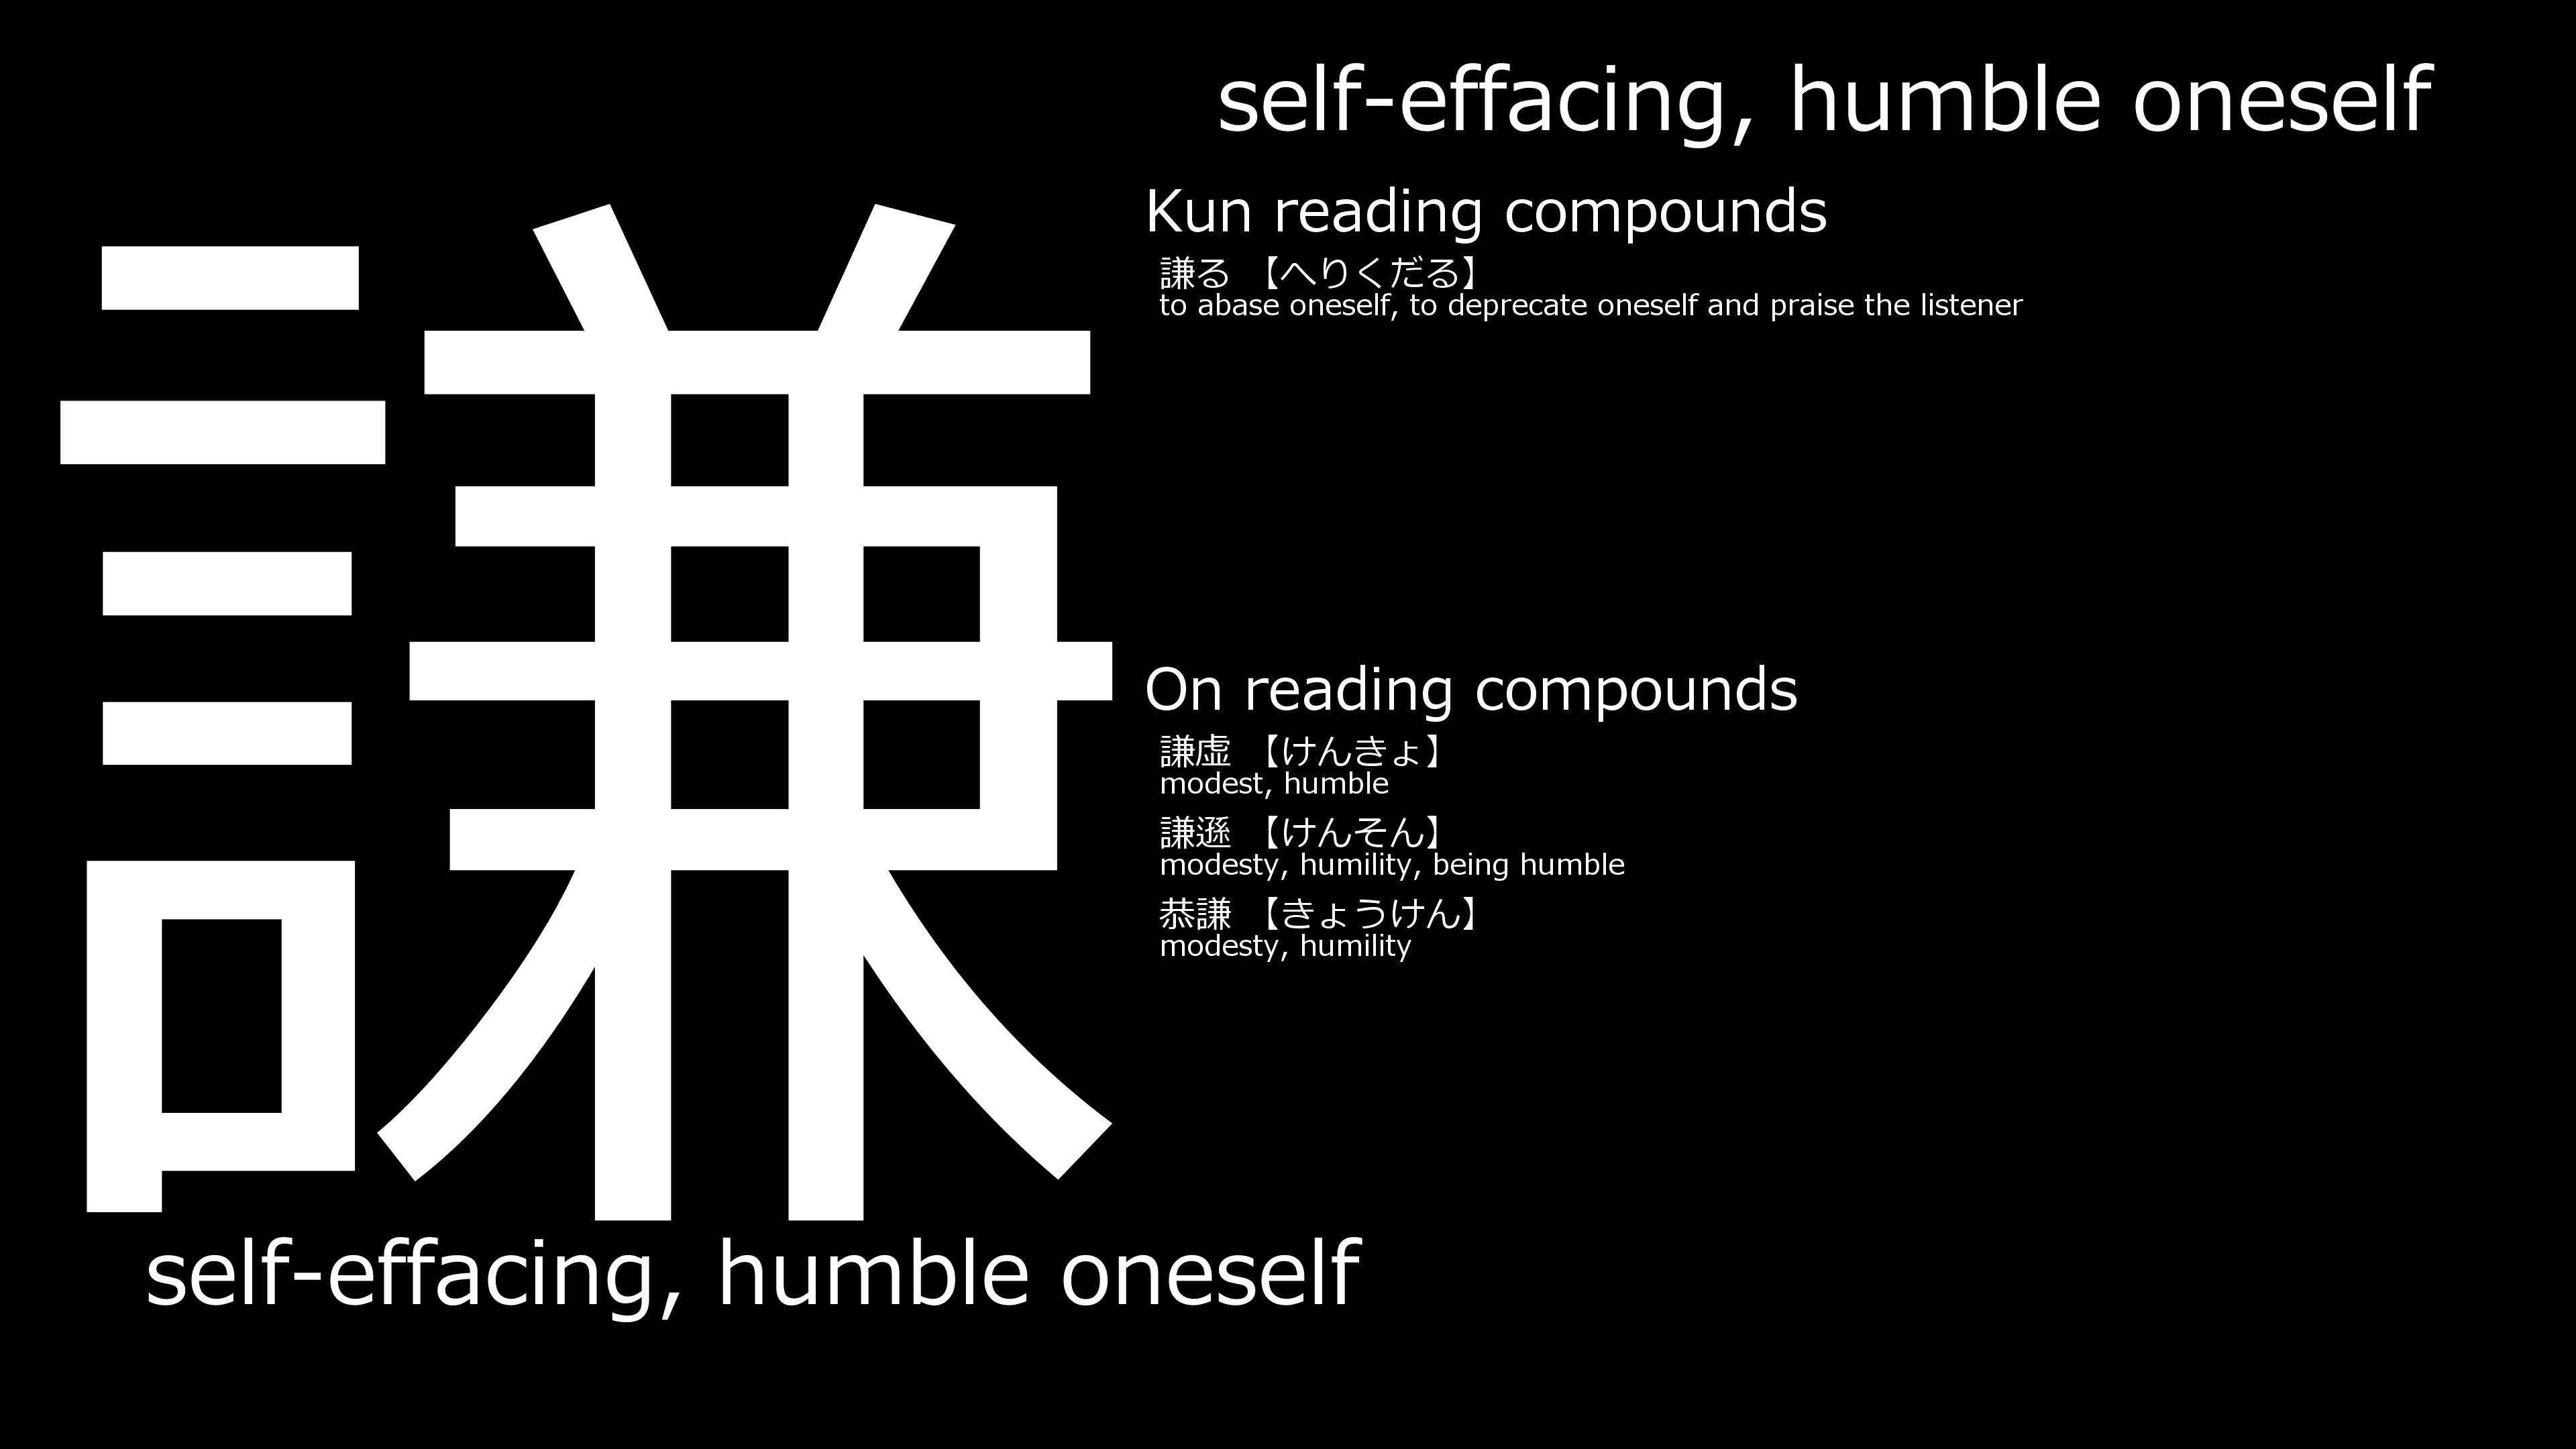 謙
self-effacing, humble oneself
self-effacing, humble oneself
Kun reading compounds
謙る 【へりくだる】
to abase oneself, to deprecate oneself and praise the listener
On reading compounds
謙虚 【けんきょ】
modest, humble
謙遜 【けんそん】
modesty, humility, being humble
恭謙 【きょうけん】
modesty, humility